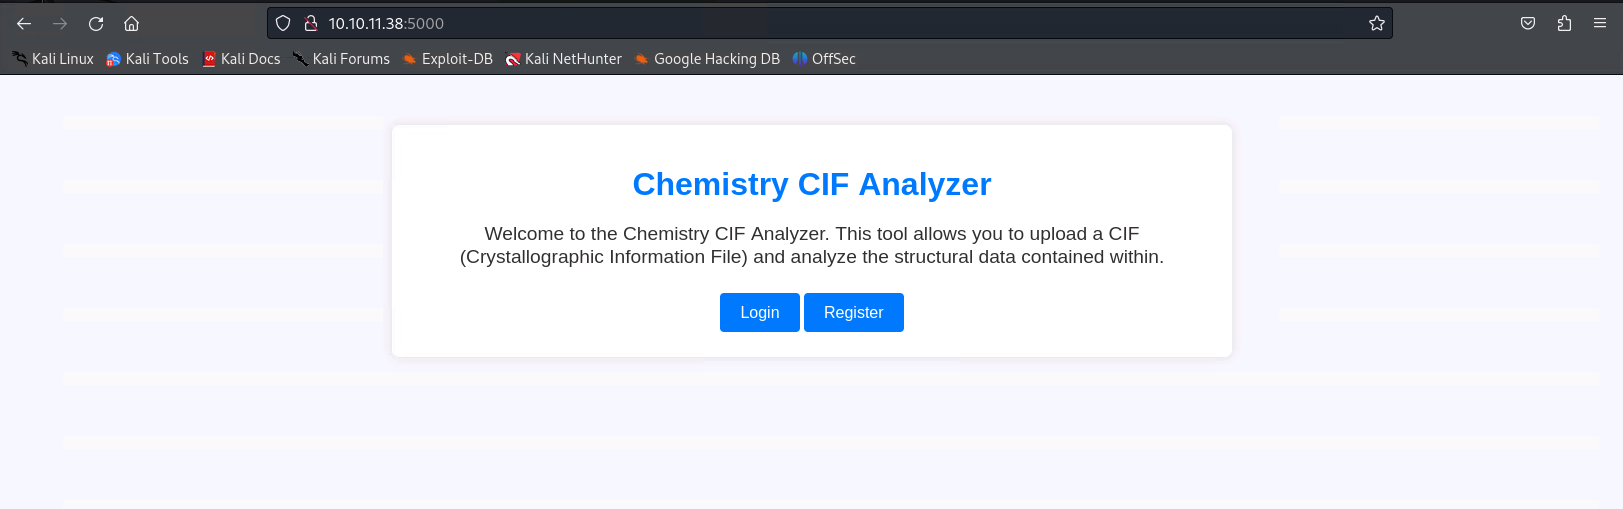 10.10.11.38:5000
Kali Linux Kali Tools Kali Docs Kali Forums Exploit-DB Kali NetHunter Google Hacking DB OffSec
Chemistry CIF Analyzer
Welcome to the Chemistry CIF Analyzer. This tool allows you to upload a CIF
(Crystallographic Information File) and analyze the structural data contained within.
Login Register